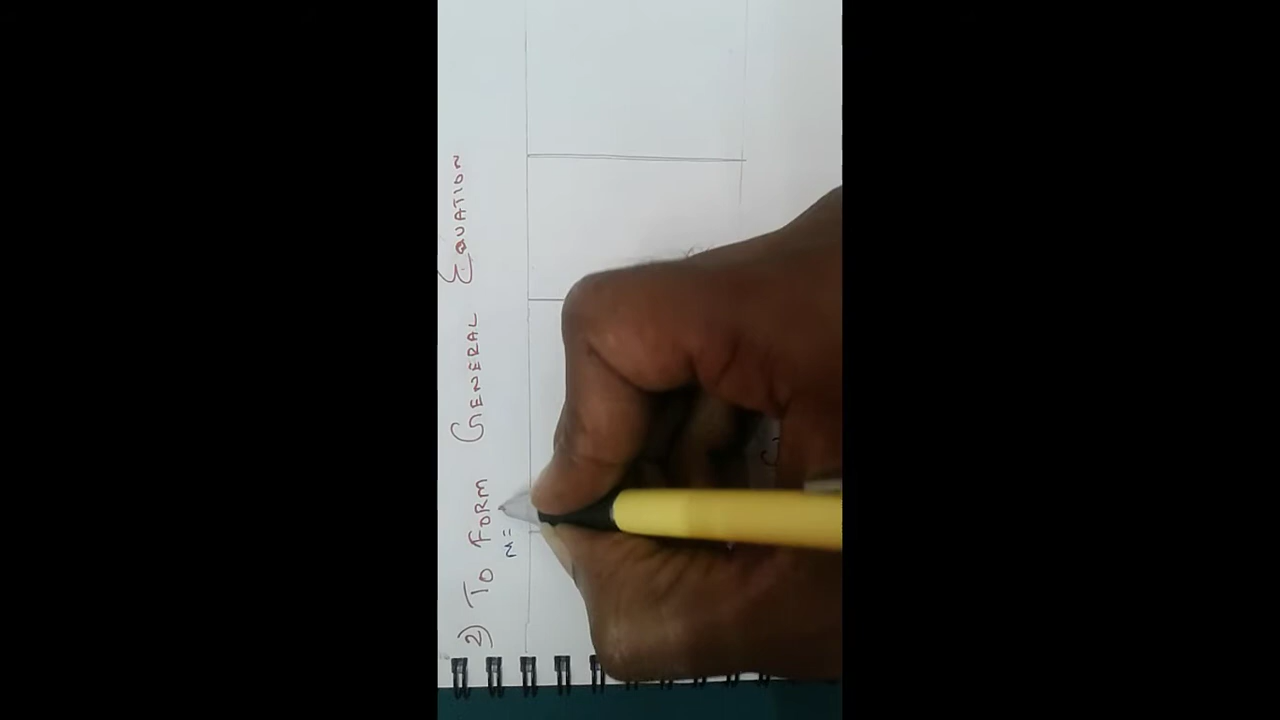 2) To FORM GENERAL EQUATION
M=